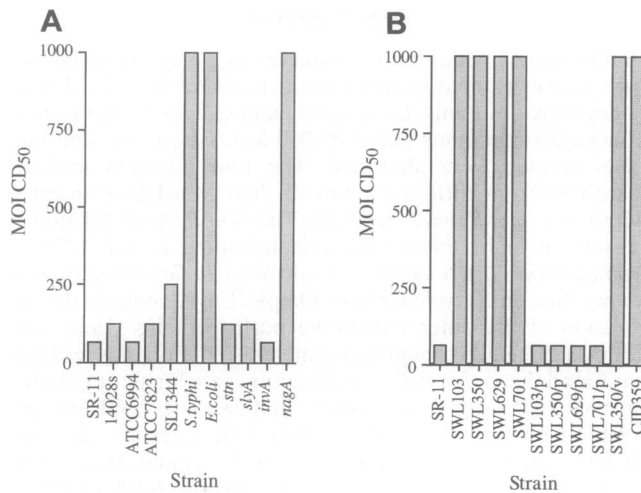 A
MOI CD50
1000
750
500
250
0
SR-11
14028s
ATCC6994
ATCC7823
SL1344
S.typhi
E.coli
stn
slyA
invA
nagA
Strain
B
MOI CD50
1000
750
500
250
0
SR-11
SWL103
SWL350
SWL629
SWL701
SWL103/p
SWL350/p
SWL629/p
SWL701/p
SWL350/v
CID359
Strain